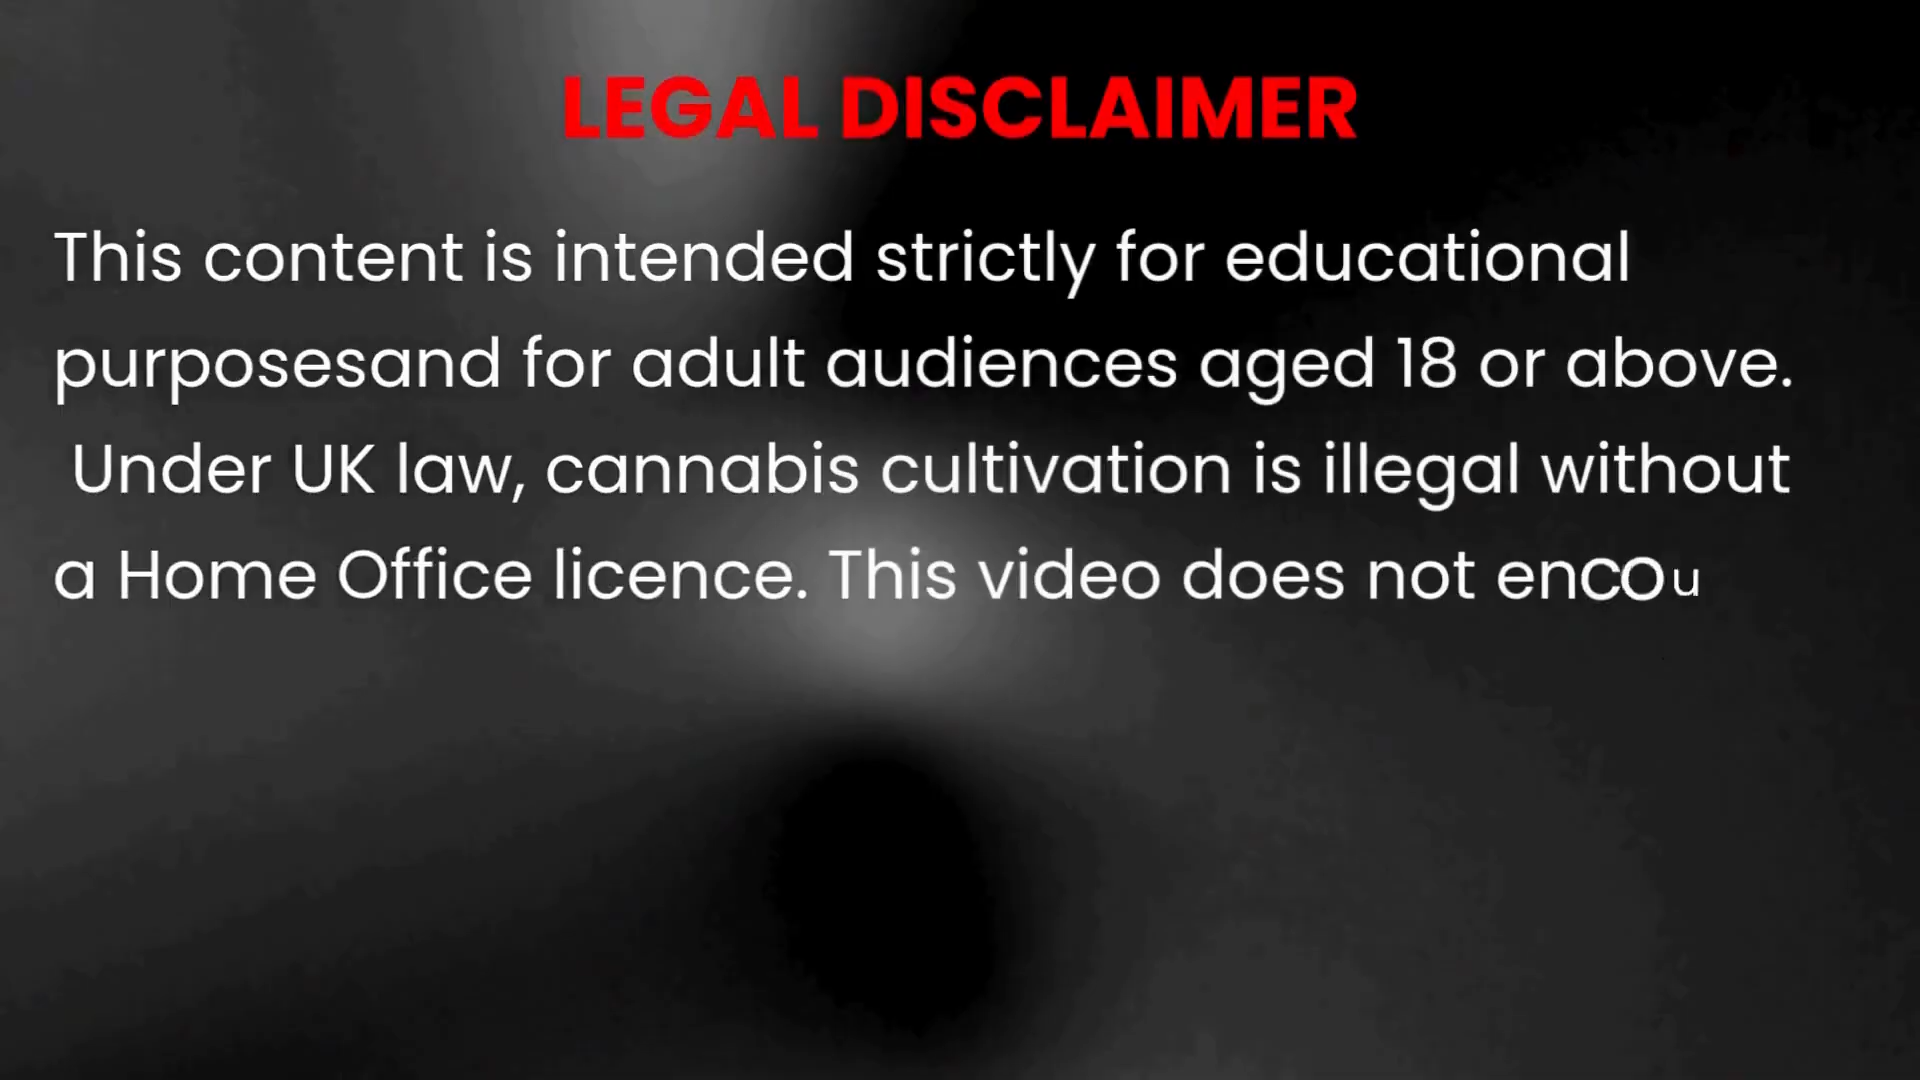 LEGAL DISCLAIMER
This content is intended strictly for educational
purposesand for adult audiences aged 18 or above.
Under UK law, cannabis cultivation is illegal without
a Home Office licence. This video does not encou